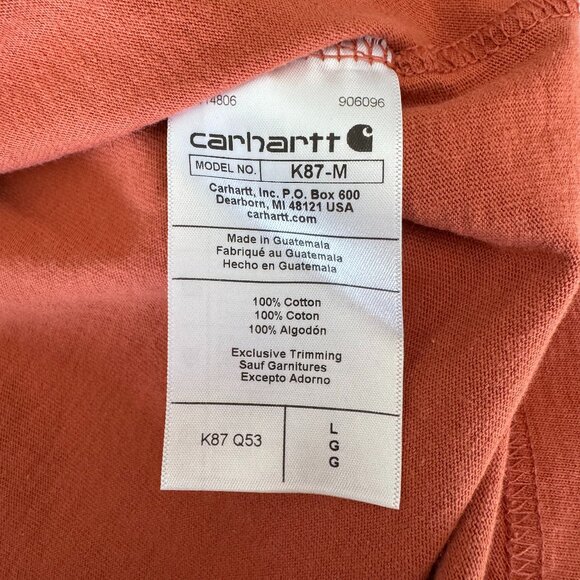 906096
carhartt
MODEL NO. K87-M
Carhartt, Inc. P.O. Box 600
Dearborn, MI 48121 USA
carhartt.com
Made in Guatemala
Fabriqué au Guatemala
Hecho en Guatemala
100% Cotton
100% Coton
100% Algodón
Exclusive Trimming
Sauf Garnitures
Excepto Adorno
K87 Q53
L
G
G